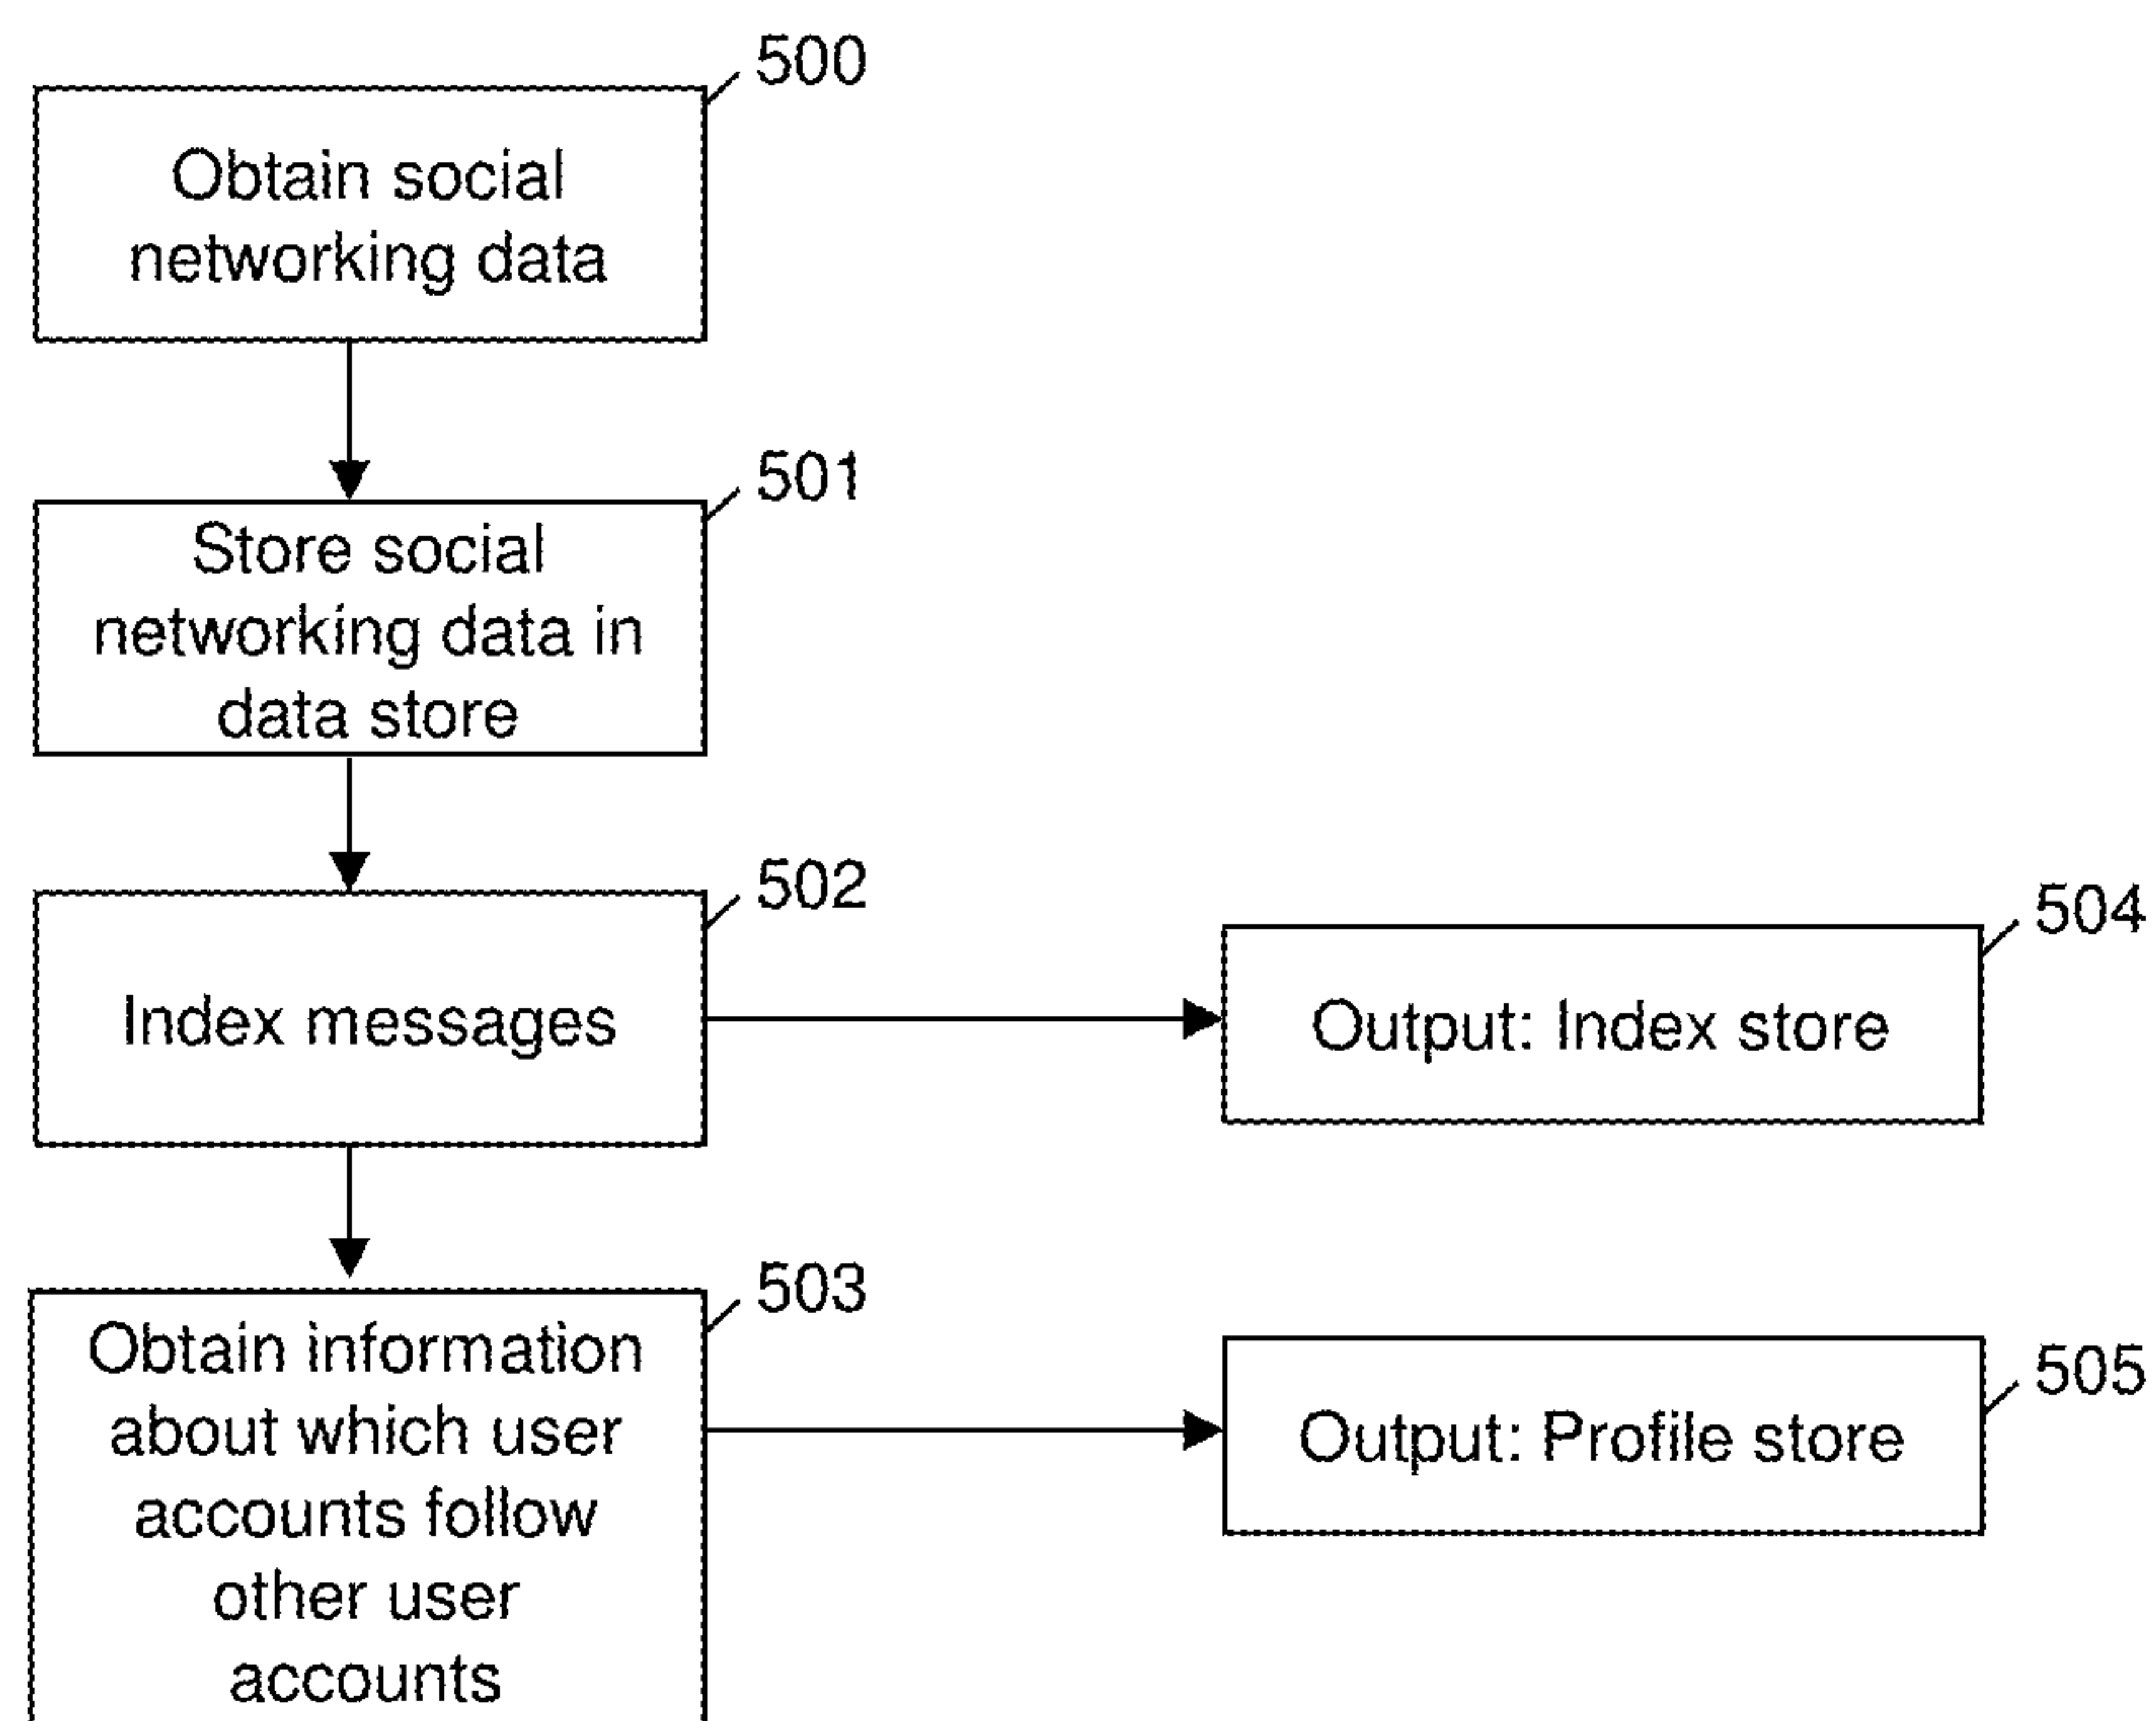 500
Obtain social
networking data
501
Store social
networking data in
data store
502
Index messages
504
Output: Index store
503
Obtain information
about which user
accounts follow
other user
accounts
505
Output: Profile store